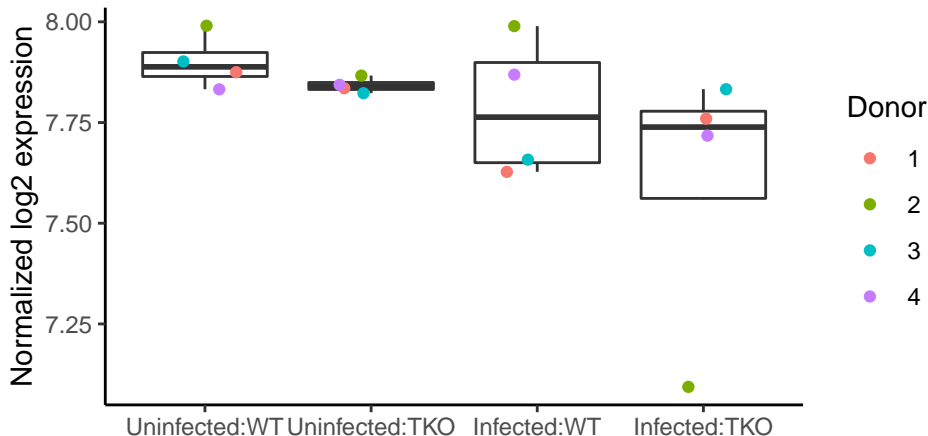 Normalized log2 expression
8.00
7.75
7.50
7.25
Uninfected:WT
Uninfected:TKO
Infected:WT
Infected:TKO
Donor
1
2
3
4